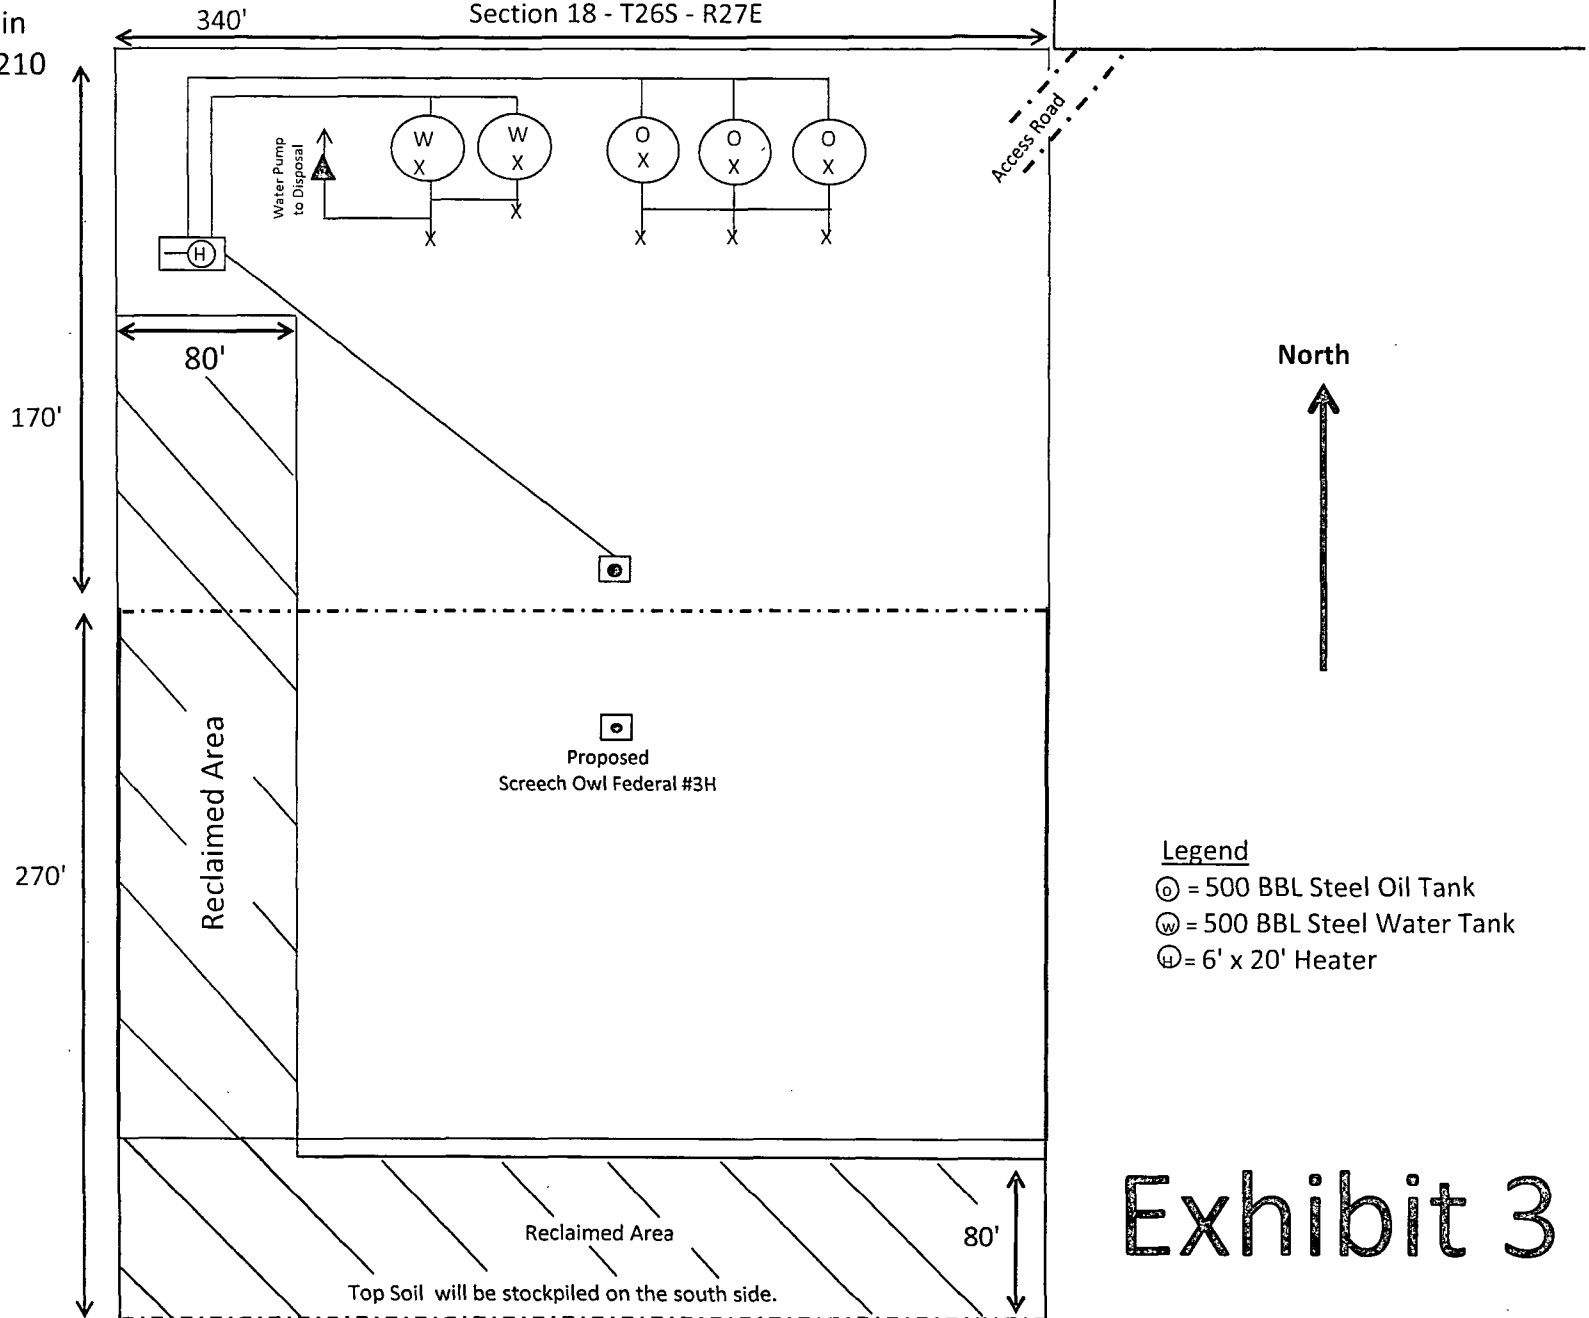 in
210
340'
Section 18 - T26S - R27E
Access Road
Water Pump
to Disposal
W
X
W
X
O
X
O
X
O
X
X
X
X
X
X
H
80'
North
170'
Proposed
Screech Owl Federal #3H
Reclaimed Area
270'
Legend
O = 500 BBL Steel Oil Tank
W = 500 BBL Steel Water Tank
H = 6' x 20' Heater
Exhibit 3
Reclaimed Area
80'
Top Soil will be stockpiled on the south side.